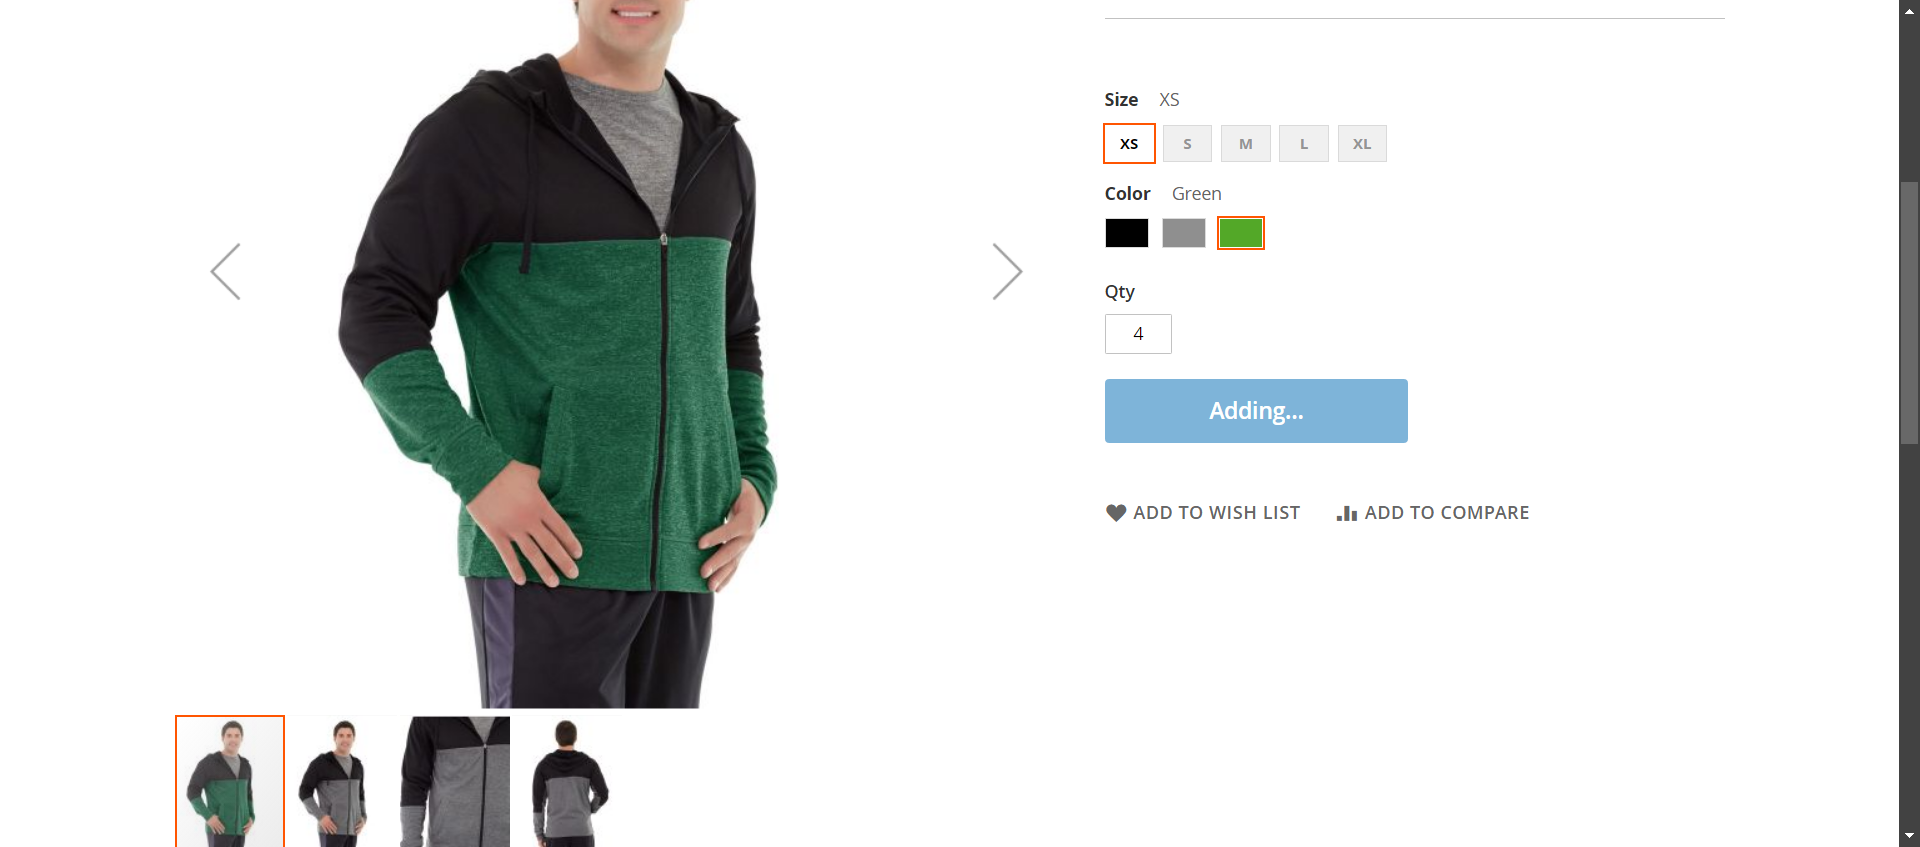 Size XS
XS S M L XL
Color Green
Qty
4
Adding...
ADD TO WISH LIST ADD TO COMPARE